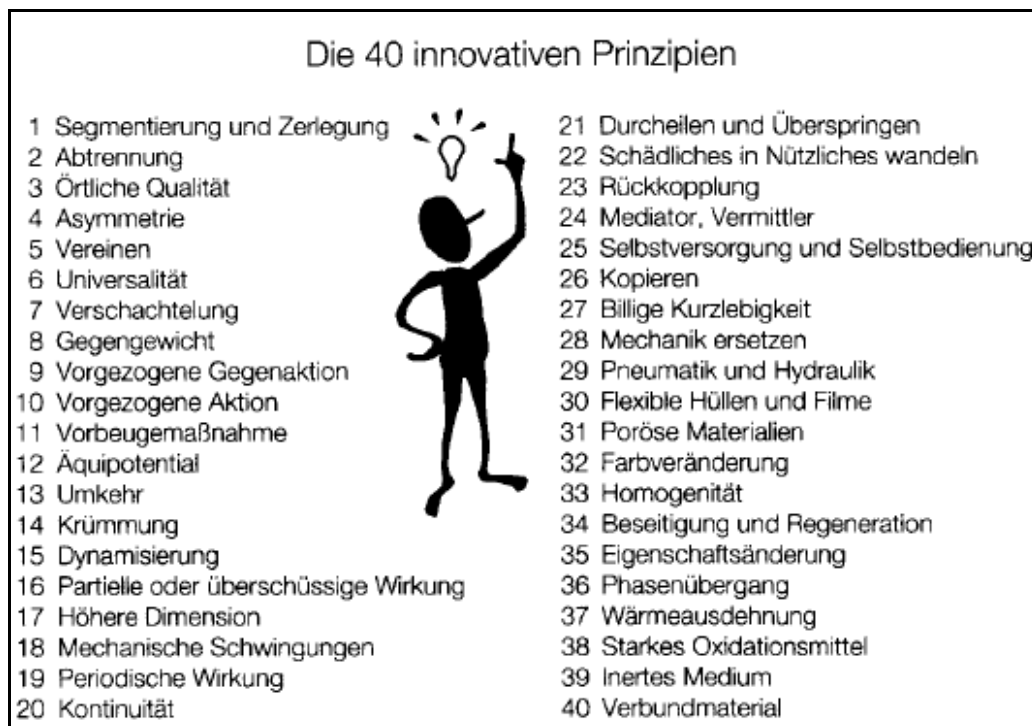 Die 40 innovativen Prinzipien
1 Segmentierung und Zerlegung
2 Abtrennung
3 Örtliche Qualität
4 Asymmetrie
5 Vereinen
6 Universalität
7 Verschachtelung
8 Gegengewicht
9 Vorgezogene Gegenaktion
10 Vorgezogene Aktion
11 Vorbeugemaßnahme
12 Äquipotential
13 Umkehr
14 Krümmung
15 Dynamisierung
16 Partielle oder überschüssige Wirkung
17 Höhere Dimension
18 Mechanische Schwingungen
19 Periodische Wirkung
20 Kontinuität
21 Durcheilen und Überspringen
22 Schädliches in Nützliches wandeln
23 Rückkopplung
24 Mediator, Vermittler
25 Selbstversorgung und Selbstbedienung
26 Kopieren
27 Billige Kurzlebigkeit
28 Mechanik ersetzen
29 Pneumatik und Hydraulik
30 Flexible Hüllen und Filme
31 Poröse Materialien
32 Farbveränderung
33 Homogenität
34 Beseitigung und Regeneration
35 Eigenschaftsänderung
36 Phasenübergang
37 Wärmeausdehnung
38 Starkes Oxidationsmittel
39 Inertes Medium
40 Verbundmaterial